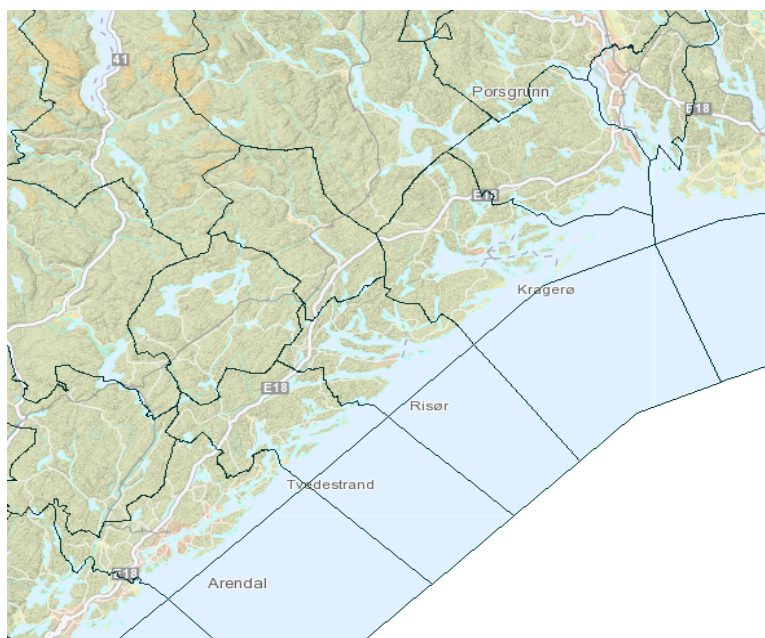 41
Porsgrunn
E18
E18
Kragerø
E18
Risør
Tvedestrand
E18
Arendal